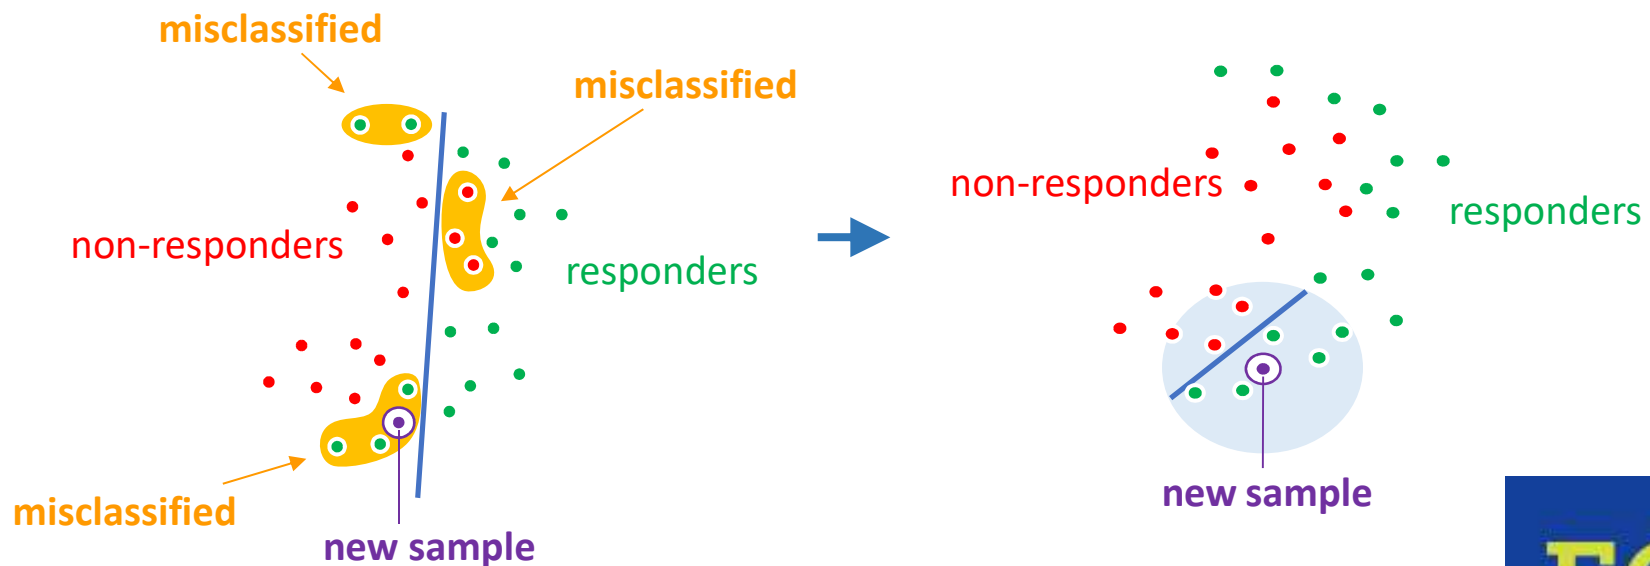 misclassified
misclassified
non-responders
responders
misclassified
new sample
non-responders
responders
new sample